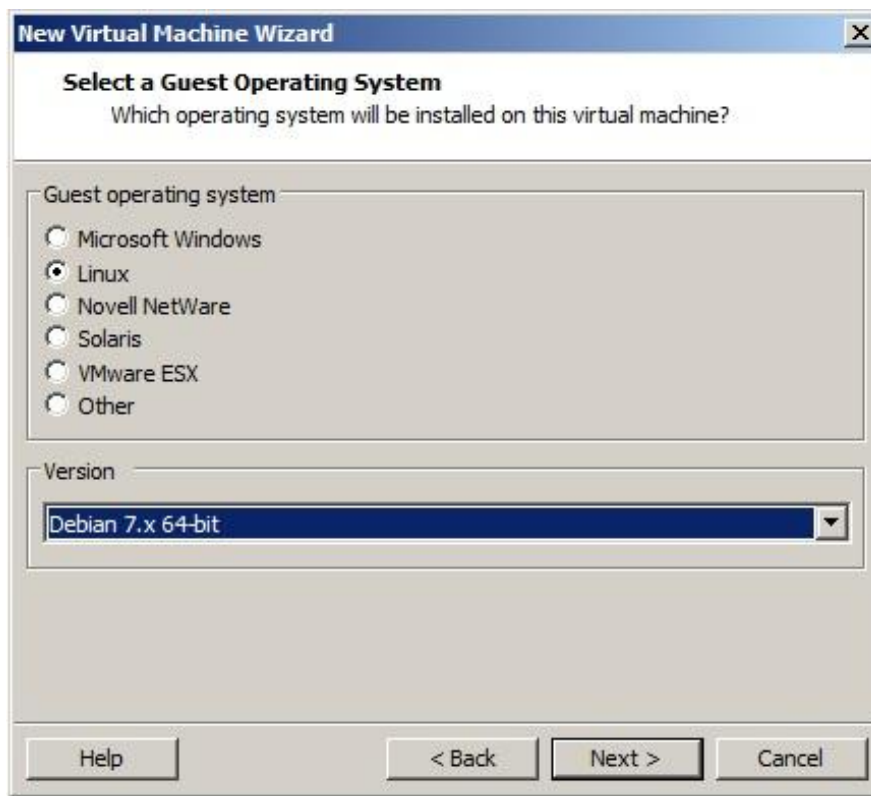 New Virtual Machine Wizard
Select a Guest Operating System
Which operating system will be installed on this virtual machine?
Guest operating system
Microsoft Windows
Linux
Novell NetWare
Solaris
VMware ESX
Other
Version
Debian 7.x 64-bit
Help
< Back
Next >
Cancel